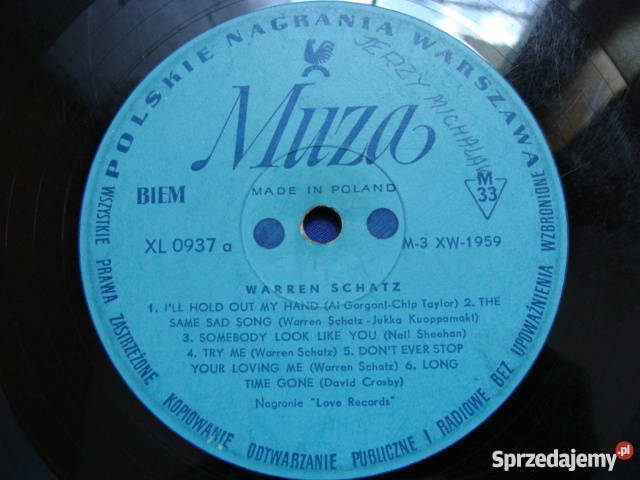 POLSKIE NAGRANIA WARSZAWA
JERZY MICHALAK
Muza
MADE IN POLAND
BIEM
M
33
XL 0937 a
M-3 XW-1959
WARREN SCHATZ
1. I'LL HOLD OUT MY HAND (Al Gorgoni-Chip Taylor) 2. THE
SAME SAD SONG (Warren Schatz - Jukka Kuoppamaki)
3. SOMEBODY LOOK LIKE YOU (Neil Sheehan)
4. TRY ME (Warren Schatz) 5. DON'T EVER STOP
YOUR LOVING ME (Warren Schatz) 6. LONG
TIME GONE (David Crosby)
Nagranie "Love Records"
WSZYSTKIE PRAWA ZASTRZEŻONE KOPIOWANIE ODTWARZANIE PUBLICZNE I RADIOWE BEZ UPOWAŻNIENIA WZBRONIONE
Sprzedajemy.pl